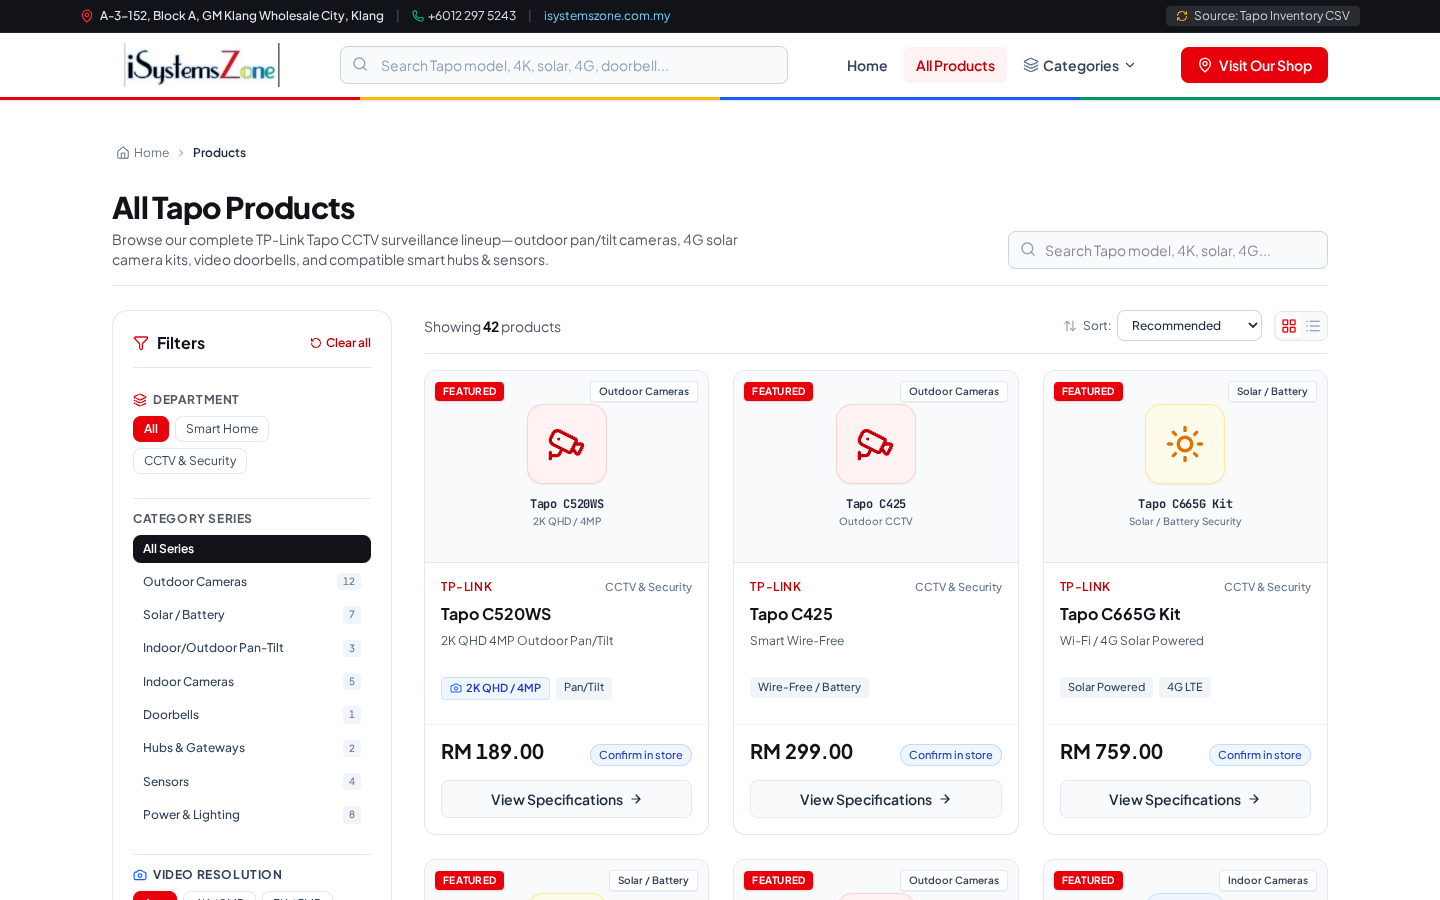 A-3-152, Block A, GM Klang Wholesale City, Klang | +6012 297 5243 | isystemszone.com.my
Source: Tapo Inventory CSV
iSystemsZone
Search Tapo model, 4K, solar, 4G, doorbell...
Home
All Products
Categories
Visit Our Shop
Home > Products
All Tapo Products
Browse our complete TP-Link Tapo CCTV surveillance lineup—outdoor pan/tilt cameras, 4G solar
camera kits, video doorbells, and compatible smart hubs & sensors.
Search Tapo model, 4K, solar, 4G...
Filters
Clear all
DEPARTMENT
All
Smart Home
CCTV & Security
CATEGORY SERIES
All Series
Outdoor Cameras 12
Solar / Battery 7
Indoor/Outdoor Pan-Tilt 3
Indoor Cameras 5
Doorbells 1
Hubs & Gateways 2
Sensors 4
Power & Lighting 8
VIDEO RESOLUTION
Showing 42 products
Sort: Recommended
FEATURED
Outdoor Cameras
Tapo C520WS
2K QHD / 4MP
TP-LINK
CCTV & Security
Tapo C520WS
2K QHD 4MP Outdoor Pan/Tilt
2K QHD / 4MP
Pan/Tilt
RM 189.00
Confirm in store
View Specifications
FEATURED
Outdoor Cameras
Tapo C425
Outdoor CCTV
TP-LINK
CCTV & Security
Tapo C425
Smart Wire-Free
Wire-Free / Battery
RM 299.00
Confirm in store
View Specifications
FEATURED
Solar / Battery
Tapo C665G Kit
Solar / Battery Security
TP-LINK
CCTV & Security
Tapo C665G Kit
Wi-Fi / 4G Solar Powered
Solar Powered
4G LTE
RM 759.00
Confirm in store
View Specifications
FEATURED
Solar / Battery
FEATURED
Outdoor Cameras
FEATURED
Indoor Cameras